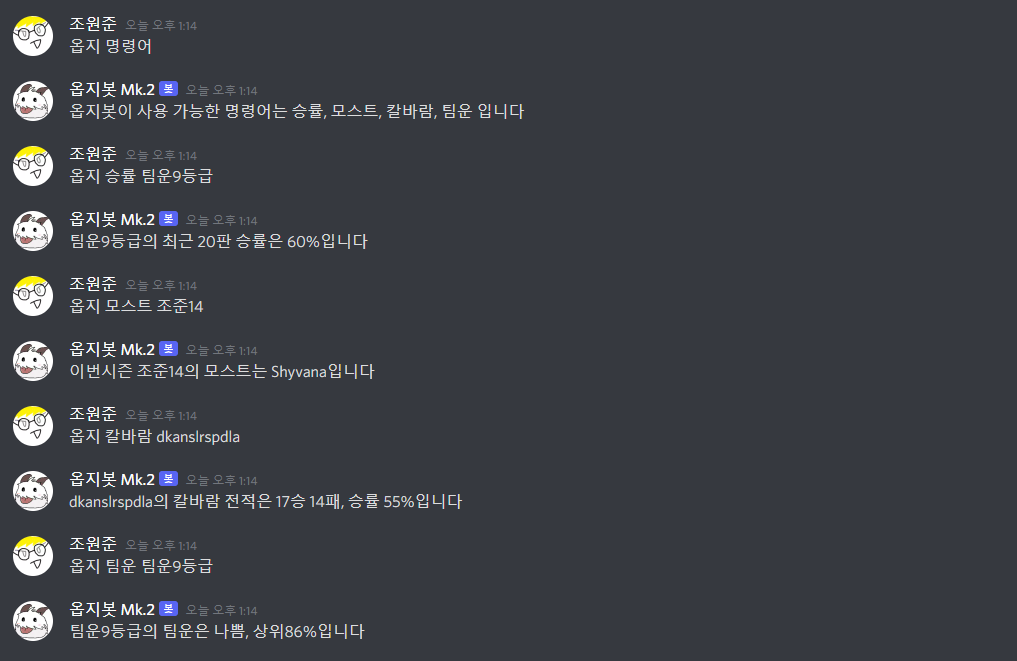 조원준 오늘 오후 1:14
옵지 명령어
옵지봇 Mk.2 봇 오늘 오후 1:14
옵지봇이 사용 가능한 명령어는 승률, 모스트, 칼바람, 팀운 입니다
조원준 오늘 오후 1:14
옵지 승률 팀운9등급
옵지봇 Mk.2 봇 오늘 오후 1:14
팀운9등급의 최근 20판 승률은 60%입니다
조원준 오늘 오후 1:14
옵지 모스트 조준14
옵지봇 Mk.2 봇 오늘 오후 1:14
이번시즌 조준14의 모스트는 Shyvana입니다
조원준 오늘 오후 1:14
옵지 칼바람 dkanslrspdla
옵지봇 Mk.2 봇 오늘 오후 1:14
dkanslrspdla의 칼바람 전적은 17승 14패, 승률 55%입니다
조원준 오늘 오후 1:14
옵지 팀운 팀운9등급
옵지봇 Mk.2 봇 오늘 오후 1:14
팀운9등급의 팀운은 나쁨, 상위86%입니다